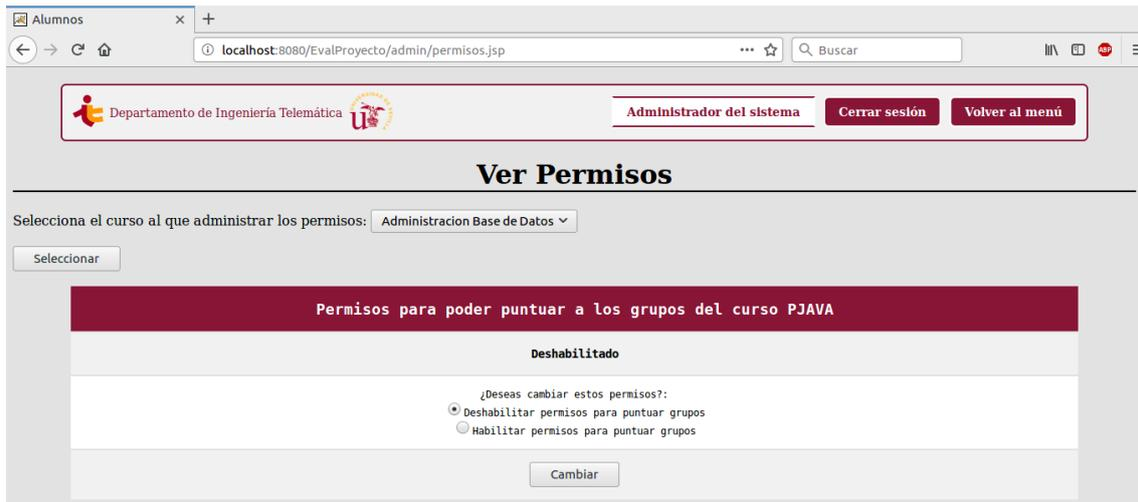 Alumnos
localhost:8080/EvalProyecto/admin/permisos.jsp
Buscar
ABP
Departamento de Ingeniería Telemática
Administrador del sistema
Cerrar sesión
Volver al menú
Ver Permisos
Selecciona el curso al que administrar los permisos: Administracion Base de Datos
Seleccionar
Permisos para poder puntuar a los grupos del curso PJAVA
Deshabilitado
¿Deseas cambiar estos permisos?:
Deshabilitar permisos para puntuar grupos
Habilitar permisos para puntuar grupos
Cambiar